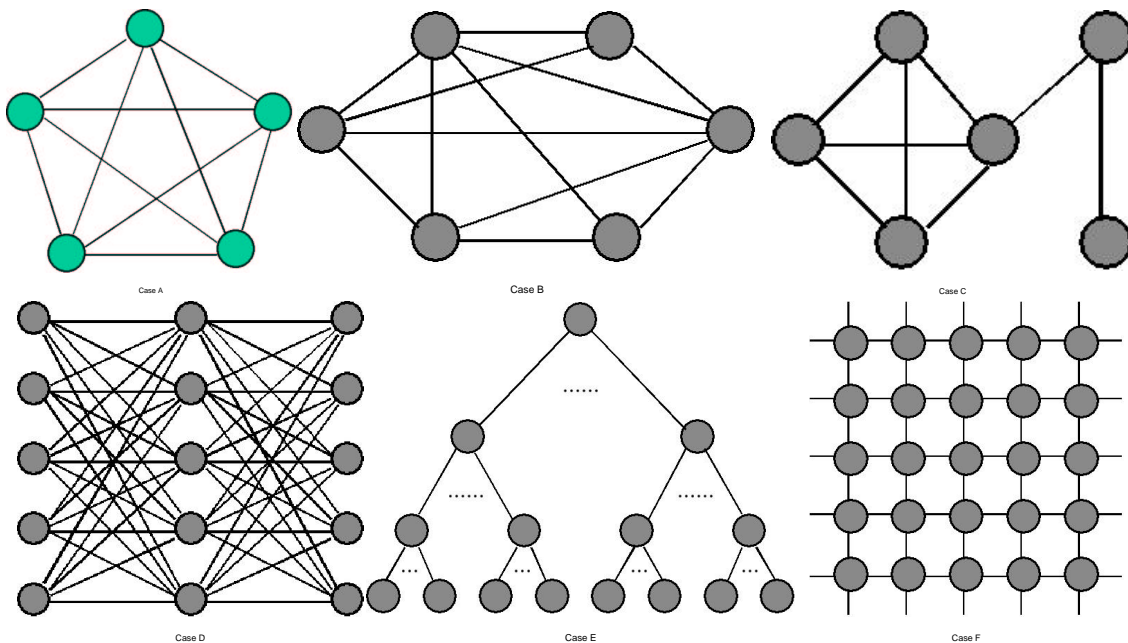 Case A
Case B
Case C
......
......
......
...
...
...
...
Case D
Case E
Case F